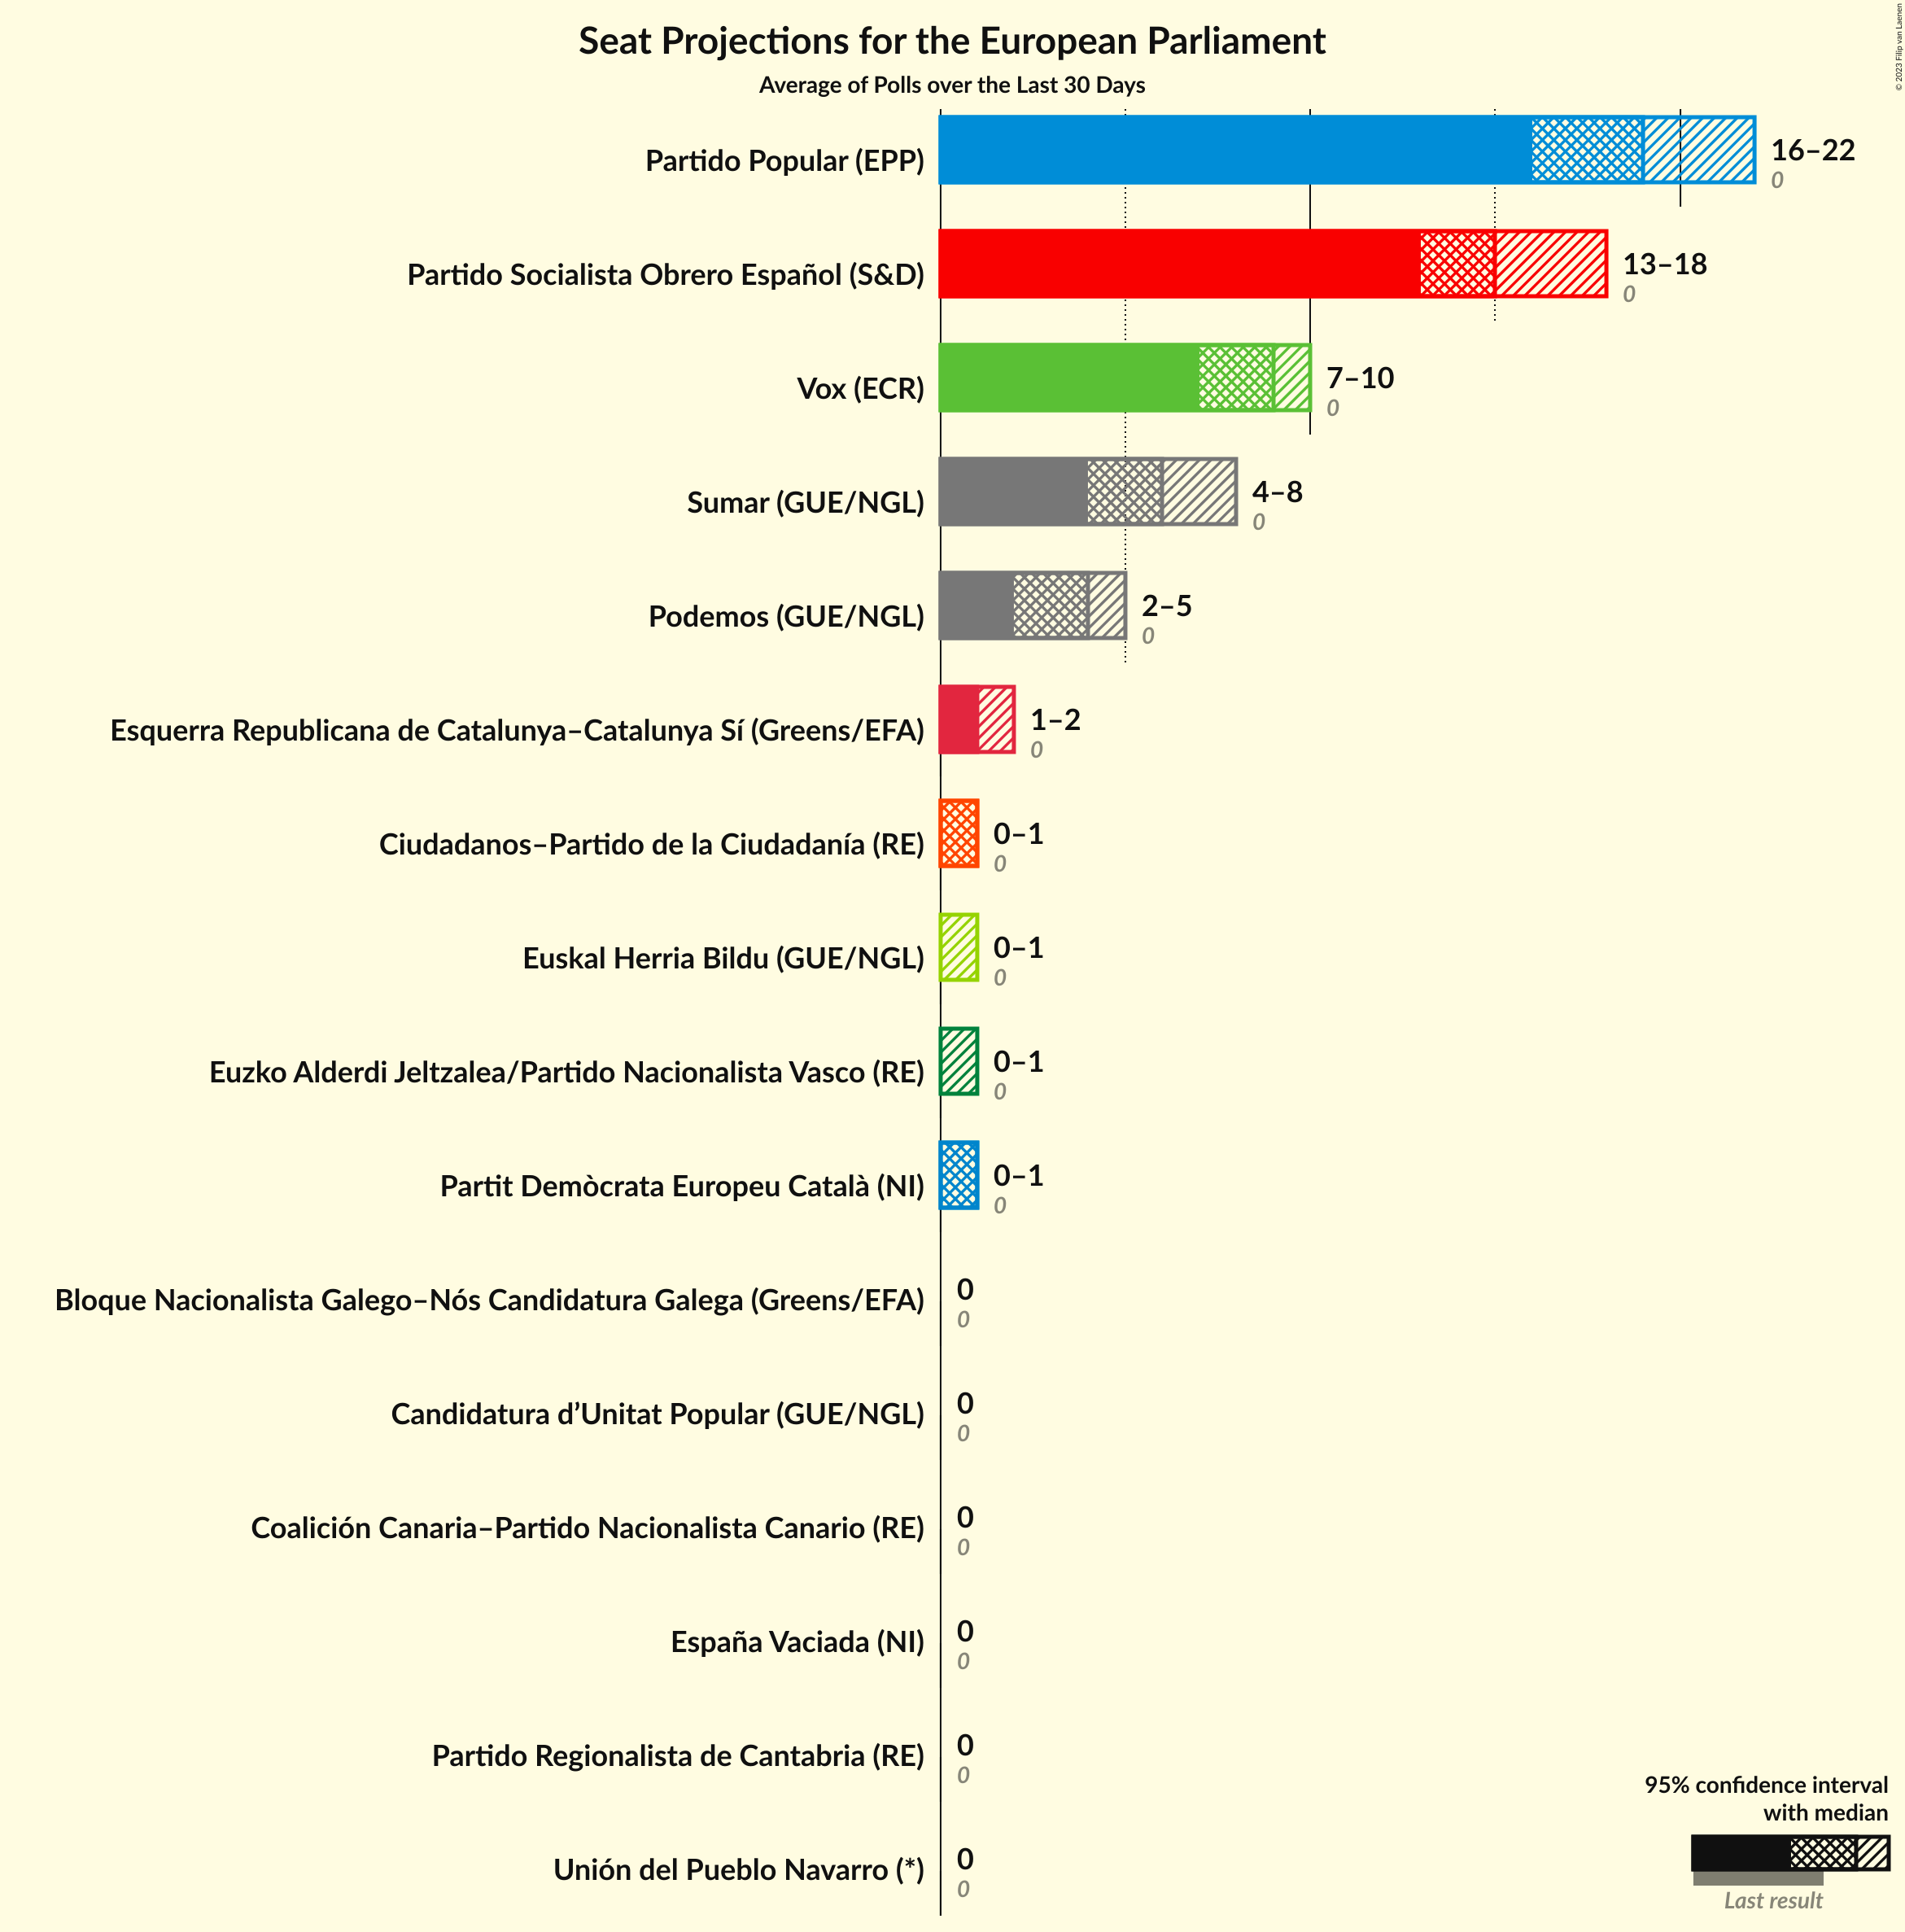 Seat Projections for the European Parliament
Average of Polls over the Last 30 Days
© 2023 Filip van Laenen
Partido Popular (EPP)
16–22
0
Partido Socialista Obrero Español (S&D)
13–18
0
Vox (ECR)
7–10
0
Sumar (GUE/NGL)
4–8
0
Podemos (GUE/NGL)
2–5
0
Esquerra Republicana de Catalunya–Catalunya Sí (Greens/EFA)
1–2
0
Ciudadanos–Partido de la Ciudadanía (RE)
0–1
0
Euskal Herria Bildu (GUE/NGL)
0–1
0
Euzko Alderdi Jeltzalea/Partido Nacionalista Vasco (RE)
0–1
0
Partit Demòcrata Europeu Català (NI)
0–1
0
Bloque Nacionalista Galego–Nós Candidatura Galega (Greens/EFA)
0
0
Candidatura d’Unitat Popular (GUE/NGL)
0
0
Coalición Canaria–Partido Nacionalista Canario (RE)
0
0
España Vaciada (NI)
0
0
Partido Regionalista de Cantabria (RE)
0
0
Unión del Pueblo Navarro (*)
0
0
95% confidence interval
with median
Last result